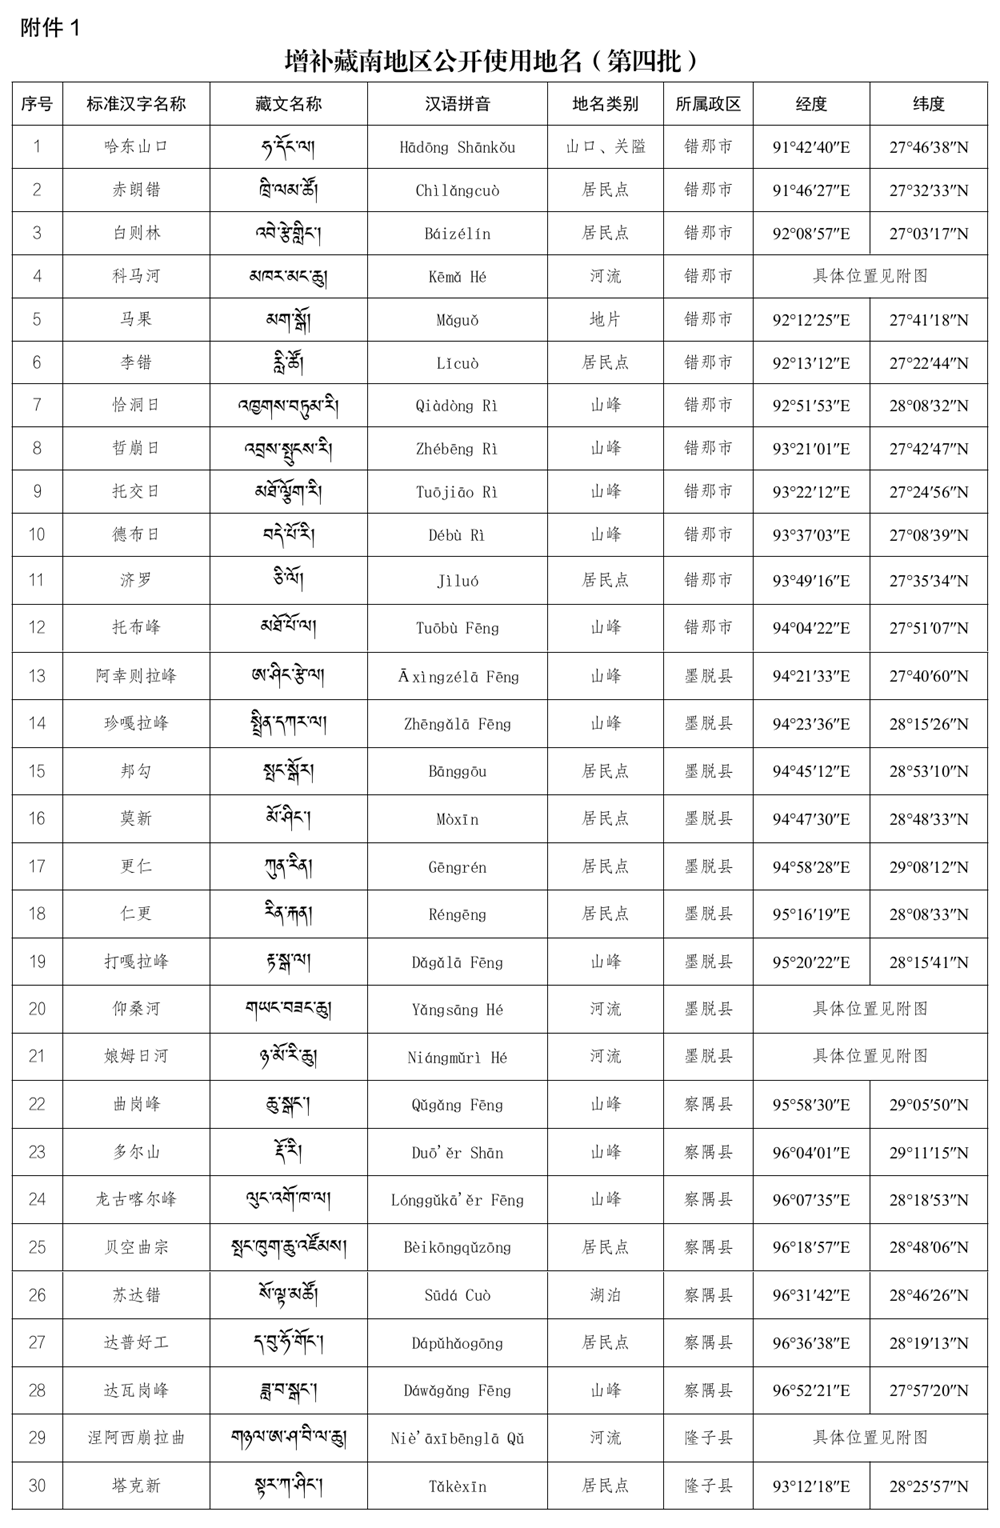 附件 1
增补藏南地区公开使用地名（第四批）
序号 标准汉字名称 藏文名称 汉语拼音 地名类别 所属政区 经度 纬度
1 哈东山口 ཧ་དོང་ལ། Hādōng Shānkǒu 山口、关隘 错那市 91°42′40″E 27°46′38″N
2 赤朗错 ཁྲི་ལམ་ཚོ། Chìlǎngcuò 居民点 错那市 91°46′27″E 27°32′33″N
3 白则林 འབེ་རྩེ་གླིང་། Báizélín 居民点 错那市 92°08′57″E 27°03′17″N
4 科马河 མཁར་མང་ཆུ། Kēmǎ Hé 河流 错那市 具体位置见附图
5 马果 མག་སྒོ། Mǎguǒ 地片 错那市 92°12′25″E 27°41′18″N
6 李错 རླི་ཚོ། Lǐcuò 居民点 错那市 92°13′12″E 27°22′44″N
7 恰洞日 འཁྱགས་བཏུམ་རི། Qiàdòng Rì 山峰 错那市 92°51′53″E 28°08′32″N
8 哲崩日 འབྲས་སྤུངས་རི། Zhébēng Rì 山峰 错那市 93°21′01″E 27°42′47″N
9 托交日 མཐོ་ལྕོག་རི། Tuōjiāo Rì 山峰 错那市 93°22′12″E 27°24′56″N
10 德布日 བདེ་པོ་རི། Débù Rì 山峰 错那市 93°37′03″E 27°08′39″N
11 济罗 ཅི་ལོ། Jìluó 居民点 错那市 93°49′16″E 27°35′34″N
12 托布峰 མཐོ་པོ་ལ། Tuōbù Fēng 山峰 错那市 94°04′22″E 27°51′07″N
13 阿幸则拉峰 ཨ་ཤིང་རྩེ་ལ། Āxìngzélā Fēng 山峰 墨脱县 94°21′33″E 27°40′60″N
14 珍嘎拉峰 སྤྲིན་དཀར་ལ། Zhēngǎlā Fēng 山峰 墨脱县 94°23′36″E 28°15′26″N
15 邦勾 སྤང་སྒོར། Bānggōu 居民点 墨脱县 94°45′12″E 28°53′10″N
16 莫新 མོ་ཤིང་། Mòxīn 居民点 墨脱县 94°47′30″E 28°48′33″N
17 更仁 ཀུན་རིན། Gēngrén 居民点 墨脱县 94°58′28″E 29°08′12″N
18 仁更 རིན་རྐན། Réngēng 居民点 墨脱县 95°16′19″E 28°08′33″N
19 打嘎拉峰 རྟ་སྒ་ལ། Dǎgǎlā Fēng 山峰 墨脱县 95°20′22″E 28°15′41″N
20 仰桑河 གཡང་བཟང་ཆུ། Yǎngsāng Hé 河流 墨脱县 具体位置见附图
21 娘姆日河 ཉ་མོ་རི་ཆུ། Niángmǔrì Hé 河流 墨脱县 具体位置见附图
22 曲岗峰 ཆུ་སྒང་། Qǔgǎng Fēng 山峰 察隅县 95°58′30″E 29°05′50″N
23 多尔山 རྡོ་རི། Duō'ěr Shān 山峰 察隅县 96°04′01″E 29°11′15″N
24 龙古喀尔峰 ལུང་འགོ་ཁ་ལ། Lónggǔkā'ěr Fēng 山峰 察隅县 96°07′35″E 28°18′53″N
25 贝空曲宗 སྤང་ཁུག་ཆུ་འཛོམས། Bèikōngqǔzōng 居民点 察隅县 96°18′57″E 28°48′06″N
26 苏达错 སོ་ལྟ་མཚོ། Sūdá Cuò 湖泊 察隅县 96°31′42″E 28°46′26″N
27 达普好工 ད་བུ་ཧོ་གོང་། Dápǔhǎogōng 居民点 察隅县 96°36′38″E 28°19′13″N
28 达瓦岗峰 ཟླ་བ་སྒང་། Dáwǎgǎng Fēng 山峰 察隅县 96°52′21″E 27°57′20″N
29 涅阿西崩拉曲 གཉལ་ཨ་ཤ་པི་ལ་ཆུ། Niè'āxībēnglā Qǔ 河流 隆子县 具体位置见附图
30 塔克新 སྟར་ཀ་ཤིང་། Tǎkèxīn 居民点 隆子县 93°12′18″E 28°25′57″N